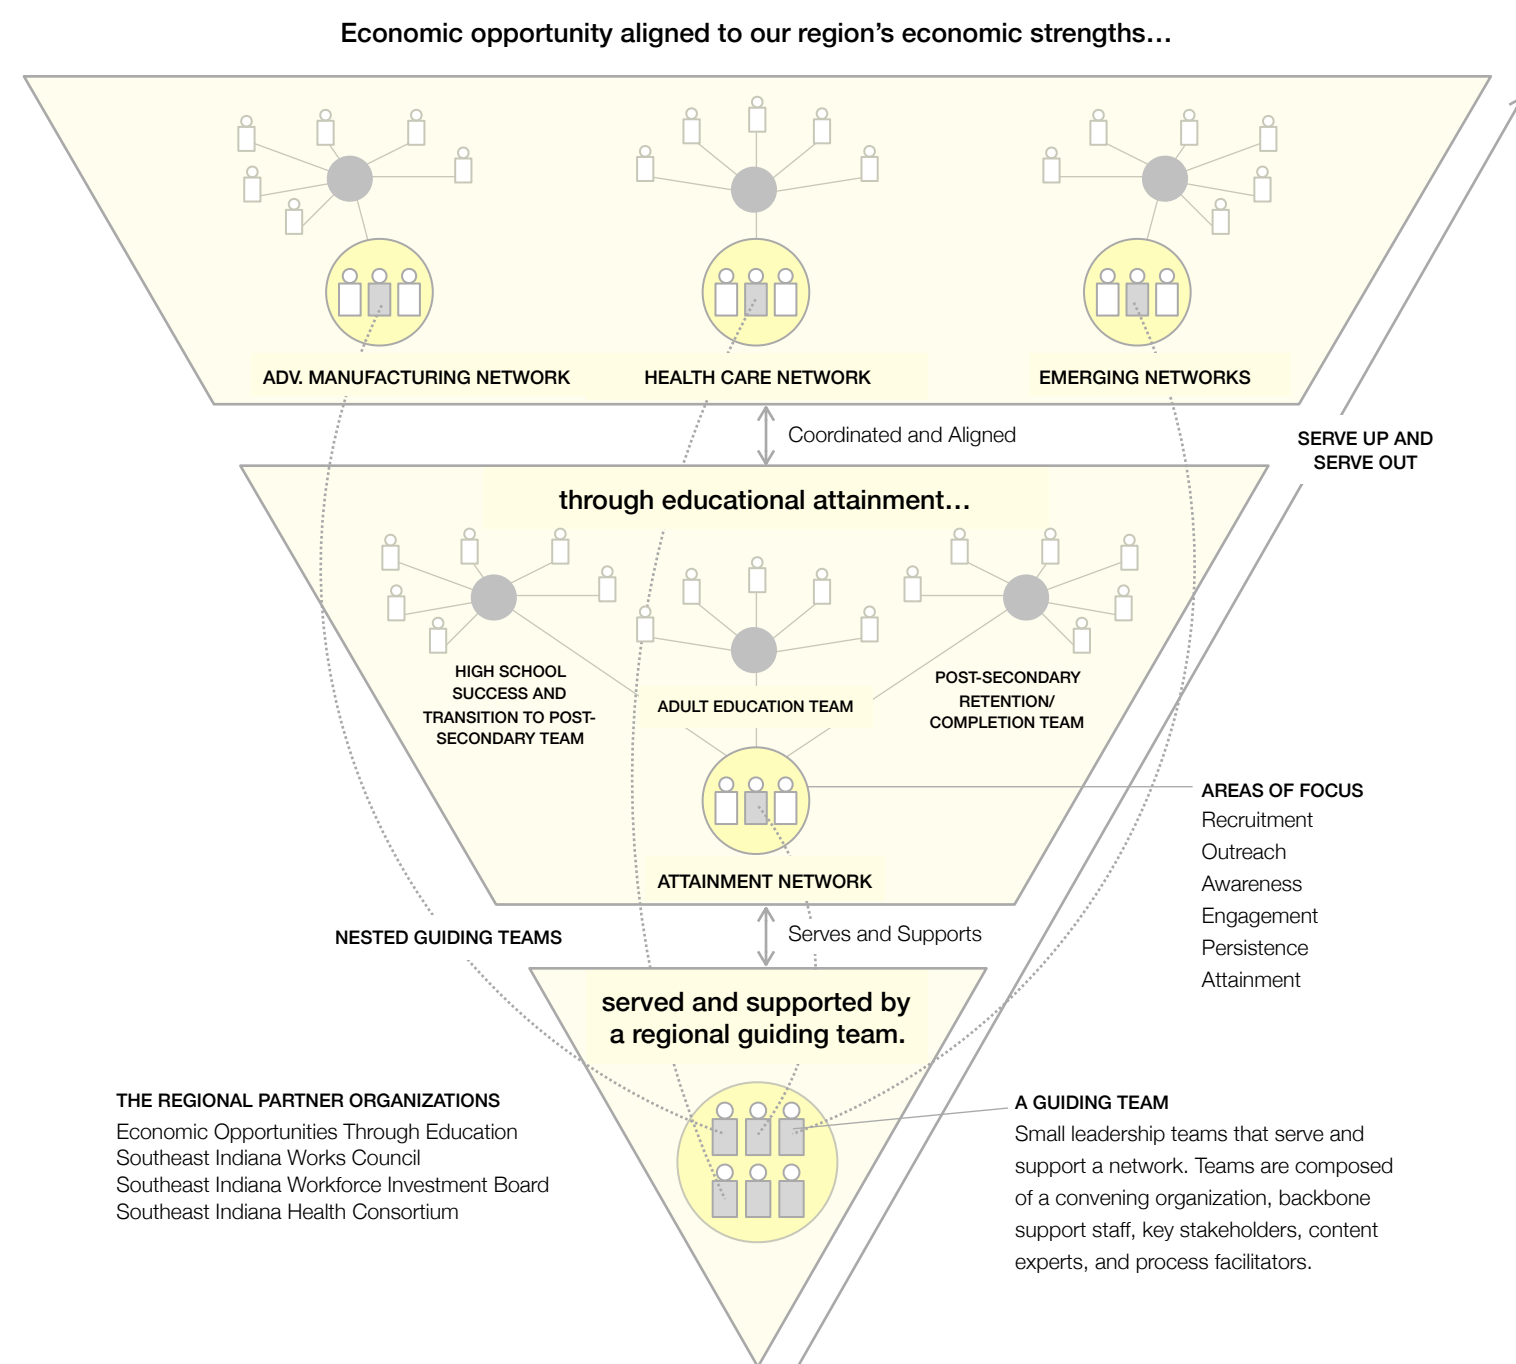 Economic opportunity aligned to our region’s economic strengths…
ADV. MANUFACTURING NETWORK
HEALTH CARE NETWORK
EMERGING NETWORKS
Coordinated and Aligned
SERVE UP AND
SERVE OUT
through educational attainment…
HIGH SCHOOL
SUCCESS AND
TRANSITION TO POST-
SECONDARY TEAM
ADULT EDUCATION TEAM
POST-SECONDARY
RETENTION/
COMPLETION TEAM
AREAS OF FOCUS
Recruitment
Outreach
Awareness
Engagement
Persistence
Attainment
ATTAINMENT NETWORK
NESTED GUIDING TEAMS
Serves and Supports
served and supported by
a regional guiding team.
THE REGIONAL PARTNER ORGANIZATIONS
Economic Opportunities Through Education
Southeast Indiana Works Council
Southeast Indiana Workforce Investment Board
Southeast Indiana Health Consortium
A GUIDING TEAM
Small leadership teams that serve and
support a network. Teams are composed
of a convening organization, backbone
support staff, key stakeholders, content
experts, and process facilitators.